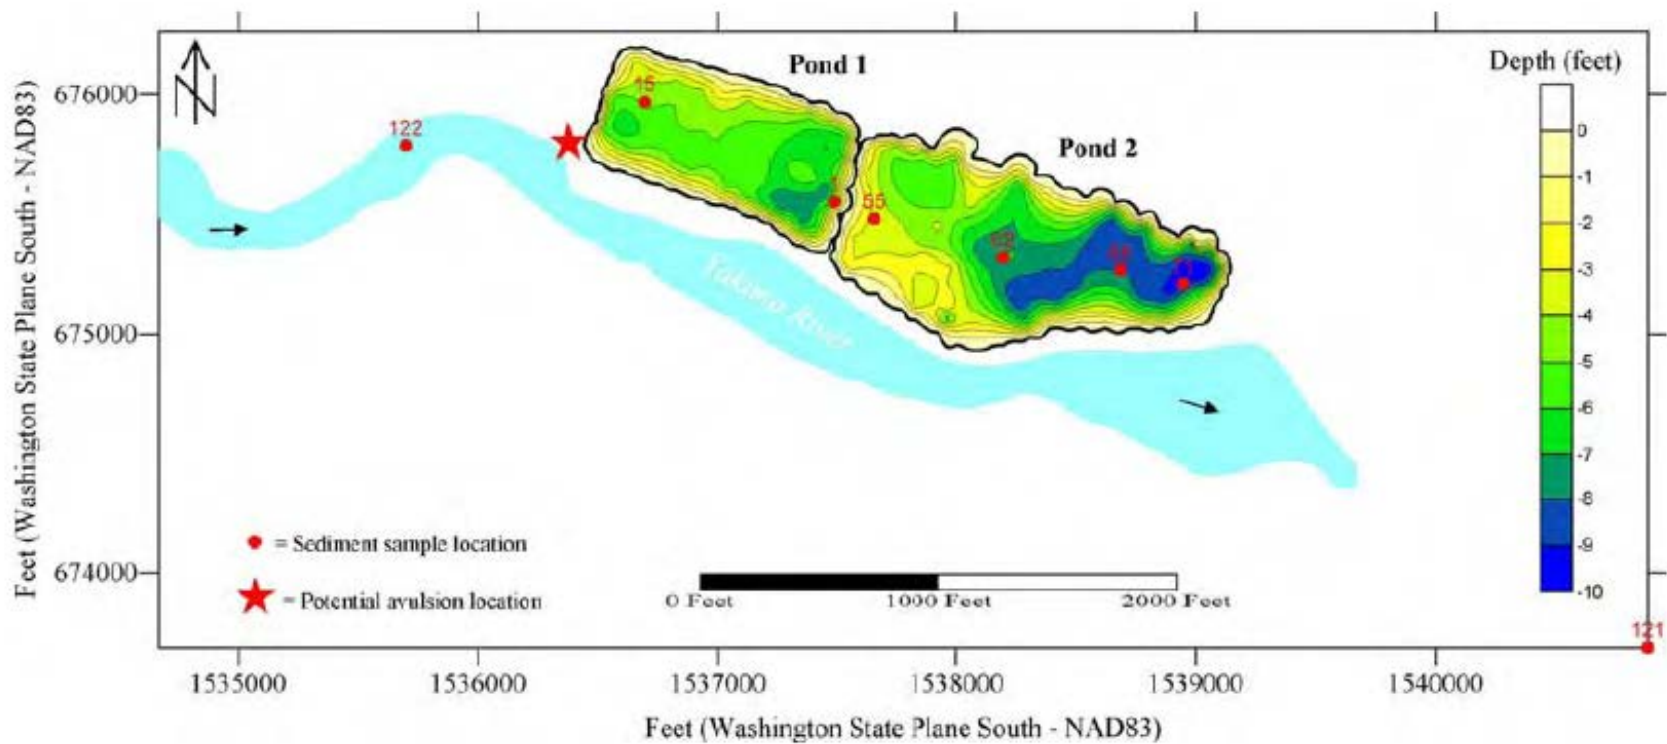 Pond 1
Depth (feet)
Feet (Washington State Plane South - NAD83)
676000
15
122
0
Pond 2
-1
-2
55
-3
Yakima River
675000
-4
-5
-6
-7
-8
= Sediment sample location
-9
674000
-10
= Potential avulsion location
0 Feet
1000 Feet
2000 Feet
121
1535000
1536000
1537000
1538000
1539000
1540000
Feet (Washington State Plane South - NAD83)